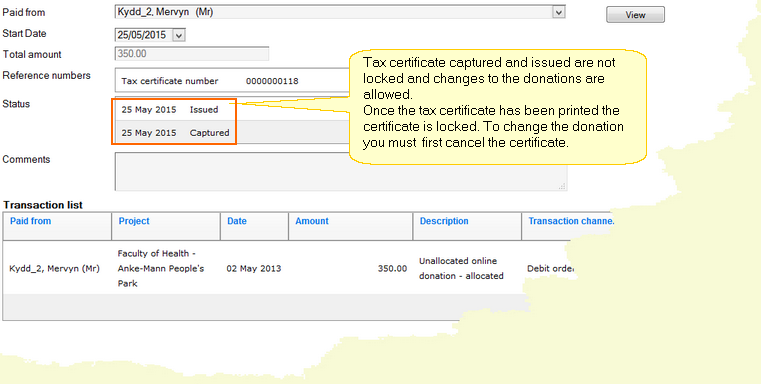 Paid from Kydd_2, Mervyn (Mr) View
Start Date 25/05/2015
Total amount 350.00
Reference numbers Tax certificate number 0000000118
Status
25 May 2015 Issued
25 May 2015 Captured
Tax certificate captured and issued are not
locked and changes to the donations are
allowed.
Once the tax certificate has been printed the
certificate is locked. To change the donation
you must first cancel the certificate.
Comments
Transaction list
Paid from Project Date Amount Description Transaction channe
Kydd_2, Mervyn (Mr)
Faculty of Health -
Anke-Mann People's
Park
02 May 2013
350.00
Unallocated online
donation - allocated
Debit orde